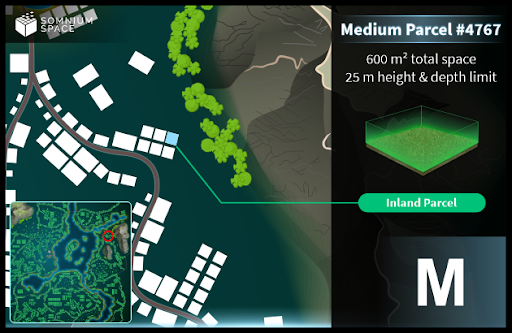 SOMNIUM
SPACE
Medium Parcel #4767
600 m² total space
25 m height & depth limit
Inland Parcel
M